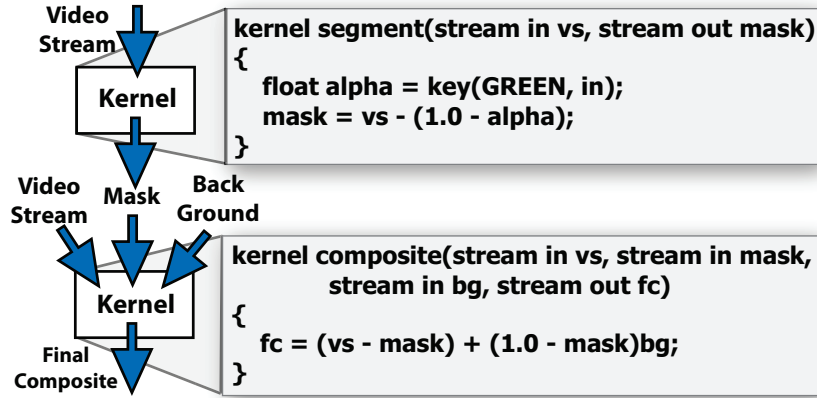 Video
Stream
Kernel
kernel segment(stream in vs, stream out mask)
{
float alpha = key(GREEN, in);
mask = vs - (1.0 - alpha);
}
Video
Stream
Mask
Back
Ground
Kernel
Final
Composite
kernel composite(stream in vs, stream in mask,
stream in bg, stream out fc)
{
fc = (vs - mask) + (1.0 - mask)bg;
}